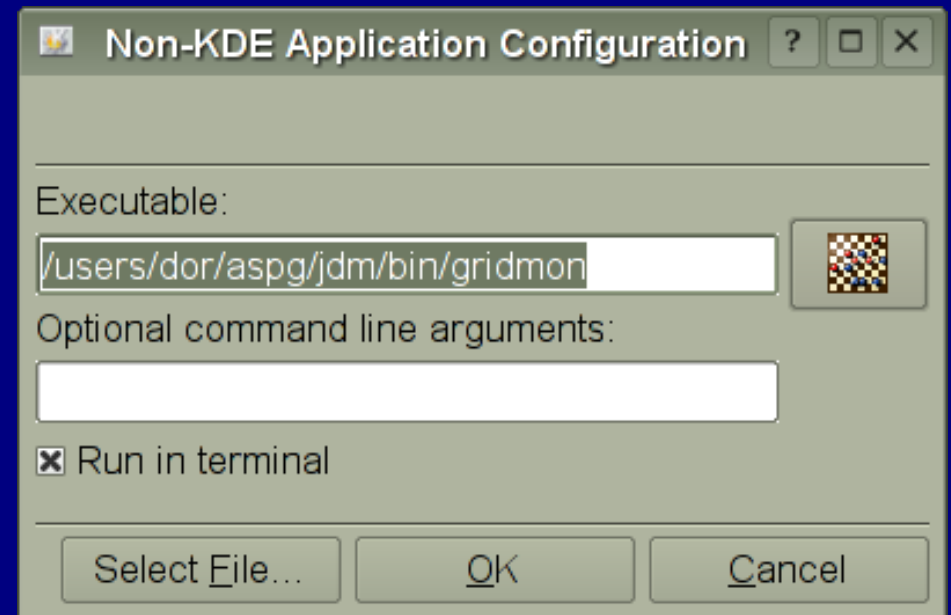 Non-KDE Application Configuration ?
Executable:
/users/dor/aspg/jdm/bin/gridmon
Optional command line arguments:
Run in terminal
Select File... OK Cancel